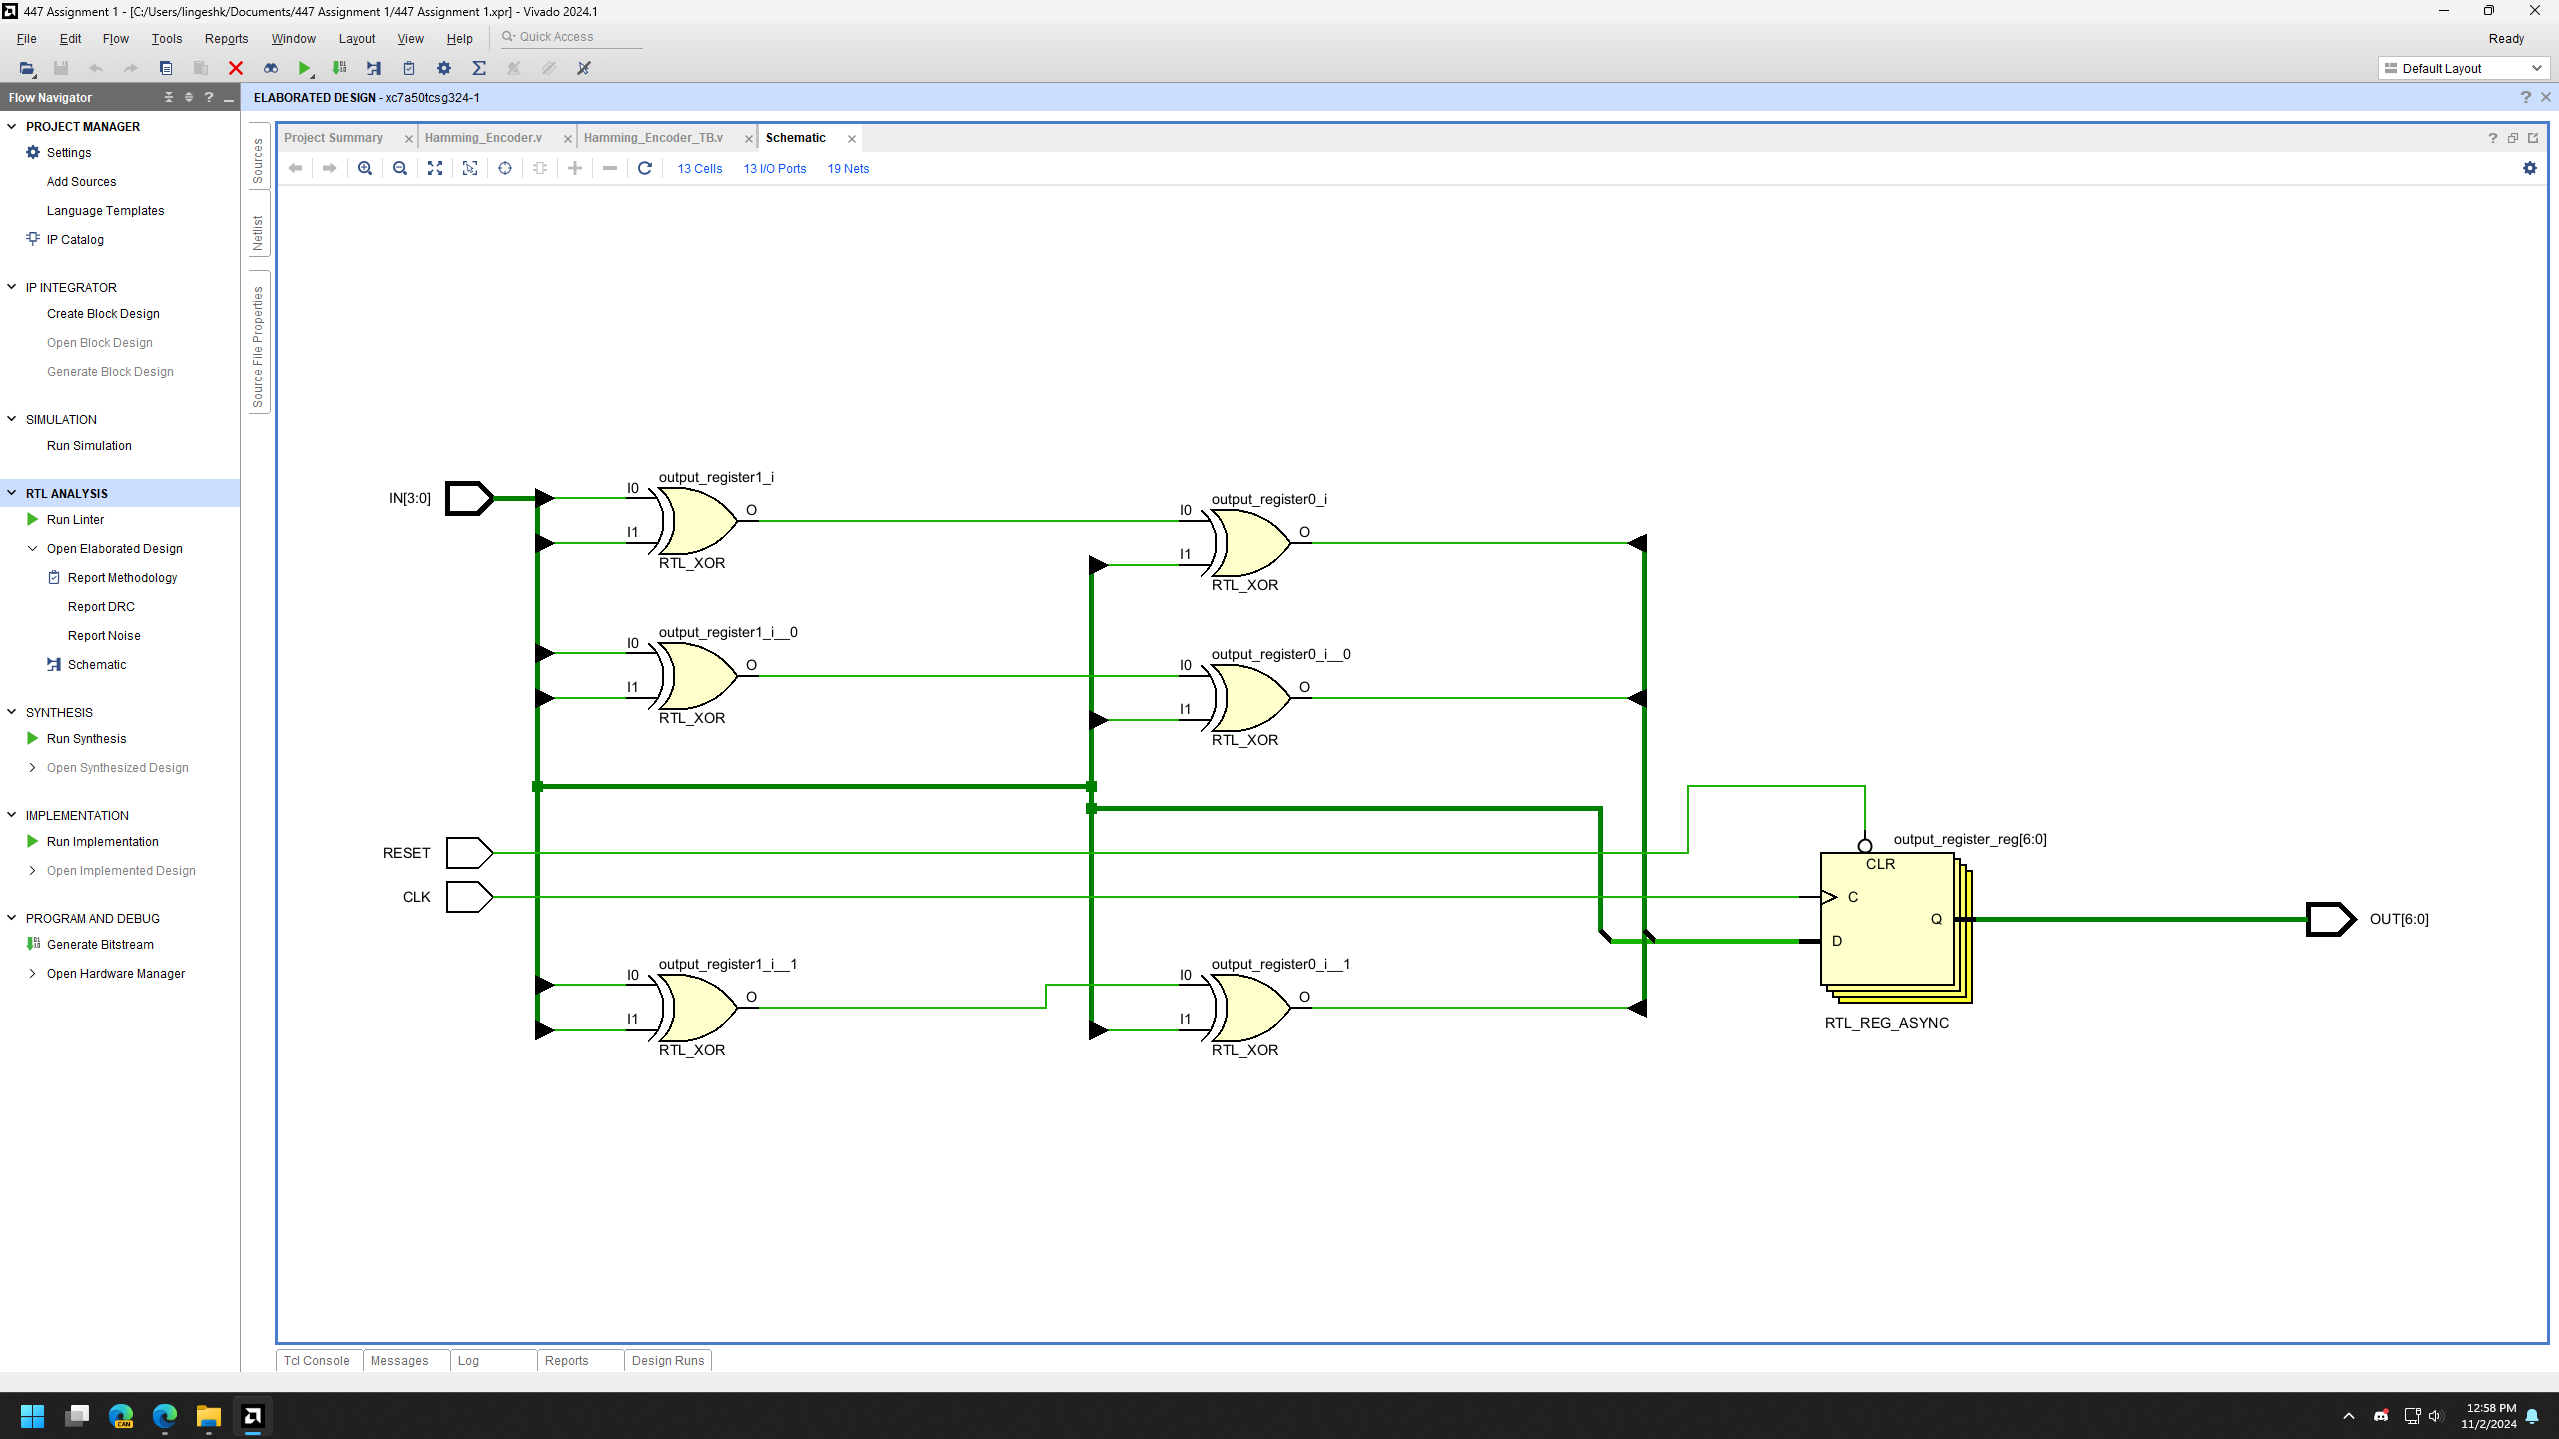 447 Assignment 1 - [C:/Users/lingeshk/Documents/447 Assignment 1/447 Assignment 1.xpr] - Vivado 2024.1
File Edit Flow Tools Reports Window Layout View Help Quick Access Ready
Default Layout
Flow Navigator
ELABORATED DESIGN - xc7a50tcsg324-1
PROJECT MANAGER
Settings
Add Sources
Language Templates
IP Catalog
IP INTEGRATOR
Create Block Design
Open Block Design
Generate Block Design
SIMULATION
Run Simulation
RTL ANALYSIS
Run Linter
Open Elaborated Design
Report Methodology
Report DRC
Report Noise
Schematic
SYNTHESIS
Run Synthesis
Open Synthesized Design
IMPLEMENTATION
Run Implementation
Open Implemented Design
PROGRAM AND DEBUG
Generate Bitstream
Open Hardware Manager
Sources
Netlist
Source File Properties
Project Summary Hamming_Encoder.v Hamming_Encoder_TB.v Schematic
13 Cells 13 I/O Ports 19 Nets
IN[3:0]
output_register1_i
I0
I1
O
RTL_XOR
output_register0_i
I0
I1
O
RTL_XOR
output_register1_i__0
I0
I1
O
RTL_XOR
output_register0_i__0
I0
I1
O
RTL_XOR
RESET
CLK
output_register_reg[6:0]
CLR
C
Q
D
RTL_REG_ASYNC
OUT[6:0]
output_register1_i__1
I0
I1
O
RTL_XOR
output_register0_i__1
I0
I1
O
RTL_XOR
Tcl Console Messages Log Reports Design Runs
CAN
12:58 PM
11/2/2024